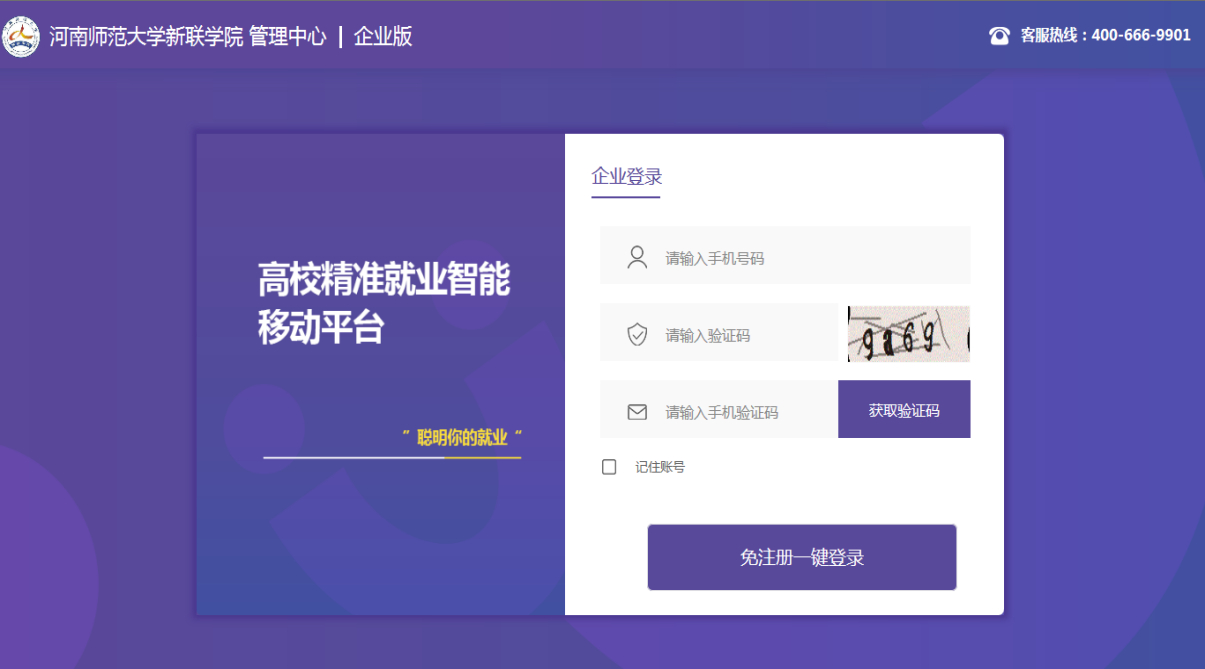 河南师范大学新联学院 管理中心 | 企业版
客服热线：400-666-9901
高校精准就业智能
移动平台
" 聪明你的就业 "
企业登录
请输入手机号码
请输入验证码
ga69
请输入手机验证码
获取验证码
记住账号
免注册一键登录